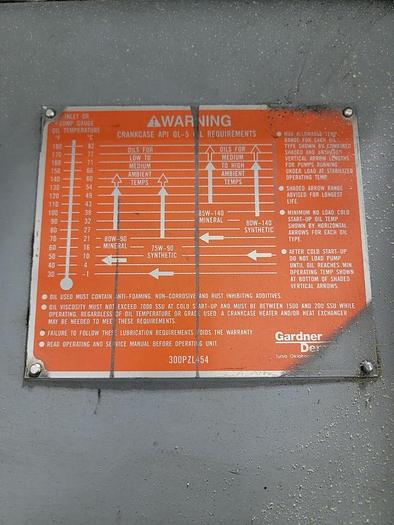 WARNING
CRANKCASE API GL-5 OIL REQUIREMENTS
INLET OR
SUMP GAUGE
OIL TEMPERATURE
°F °C
180 82
170 77
160 71
150 66
140 60
130 54
120 49
110 43
100 38
90 32
80 27
70 21
60 16
50 10
40 4
30 -1
OILS FOR
LOW TO
MEDIUM
AMBIENT
TEMPS
OILS FOR
MEDIUM
TO HIGH
AMBIENT
TEMPS
80W-90
MINERAL
75W-90
SYNTHETIC
85W-140
MINERAL
80W-140
SYNTHETIC
MAX ALLOWABLE TEMP
RANGE FOR EACH OIL
TYPE SHOWN BY COMBINED
SHADED AND UNSHADED
VERTICAL ARROW LENGTHS
FOR PUMPS RUNNING
UNDER LOAD AT STABILIZED
OPERATING TEMP.
SHADED ARROW RANGE
ADVISED FOR LONGEST
LIFE.
MINIMUM NO LOAD COLD
START-UP OIL TEMP
SHOWN BY HORIZONTAL
ARROWS FOR EACH OIL
TYPE.
AFTER COLD START-UP
DO NOT LOAD PUMP
UNTIL OIL REACHES MIN
OPERATING TEMP SHOWN
AT BOTTOM OF SHADED
VERTICAL ARROWS.
OIL USED MUST CONTAIN ANTI-FOAMING, NON-CORROSIVE AND RUST INHIBITING ADDITIVES.
OIL VISCOSITY MUST NOT EXCEED 7000 SSU AT COLD START-UP AND MUST BE BETWEEN 1500 AND 200 SSU WHILE
OPERATING, REGARDLESS OF OIL TEMPERATURE OR GRADE USED. A CRANKCASE HEATER AND/OR HEAT EXCHANGER
MAY BE NEEDED TO MEET THESE REQUIREMENTS.
FAILURE TO FOLLOW THESE LUBRICATION REQUIREMENTS VOIDS THE WARRANTY.
READ OPERATING AND SERVICE MANUAL BEFORE OPERATING UNIT.
300PZL454
Gardner
Den
Tulsa Oklahom